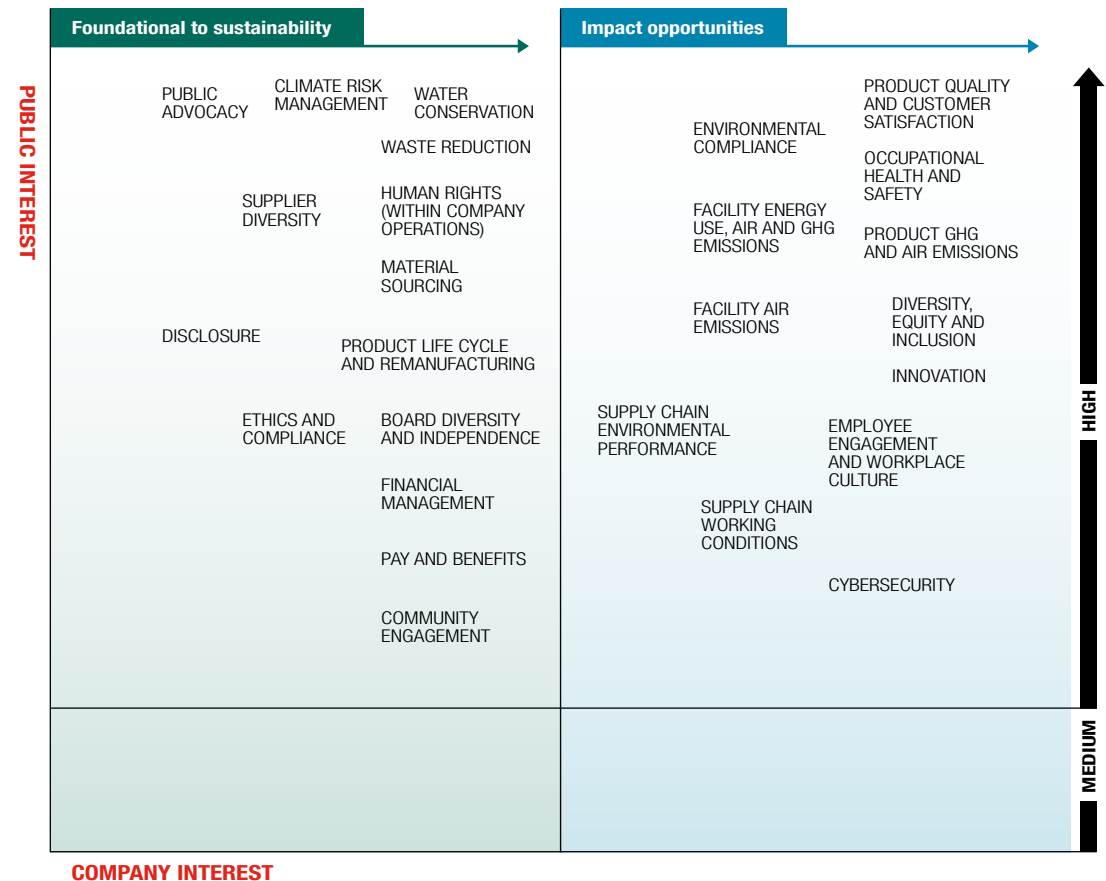 Foundational to sustainability
Impact opportunities
PUBLIC INTEREST
PUBLIC
ADVOCACY
CLIMATE RISK
MANAGEMENT
WATER
CONSERVATION
WASTE REDUCTION
SUPPLIER
DIVERSITY
HUMAN RIGHTS
(WITHIN COMPANY
OPERATIONS)
MATERIAL
SOURCING
DISCLOSURE
PRODUCT LIFE CYCLE
AND REMANUFACTURING
ETHICS AND
COMPLIANCE
BOARD DIVERSITY
AND INDEPENDENCE
FINANCIAL
MANAGEMENT
PAY AND BENEFITS
COMMUNITY
ENGAGEMENT
PRODUCT QUALITY
AND CUSTOMER
SATISFACTION
ENVIRONMENTAL
COMPLIANCE
OCCUPATIONAL
HEALTH AND
SAFETY
FACILITY ENERGY
USE, AIR AND GHG
EMISSIONS
PRODUCT GHG
AND AIR EMISSIONS
FACILITY AIR
EMISSIONS
DIVERSITY,
EQUITY AND
INCLUSION
INNOVATION
SUPPLY CHAIN
ENVIRONMENTAL
PERFORMANCE
EMPLOYEE
ENGAGEMENT
AND WORKPLACE
CULTURE
SUPPLY CHAIN
WORKING
CONDITIONS
CYBERSECURITY
HIGH
MEDIUM
COMPANY INTEREST